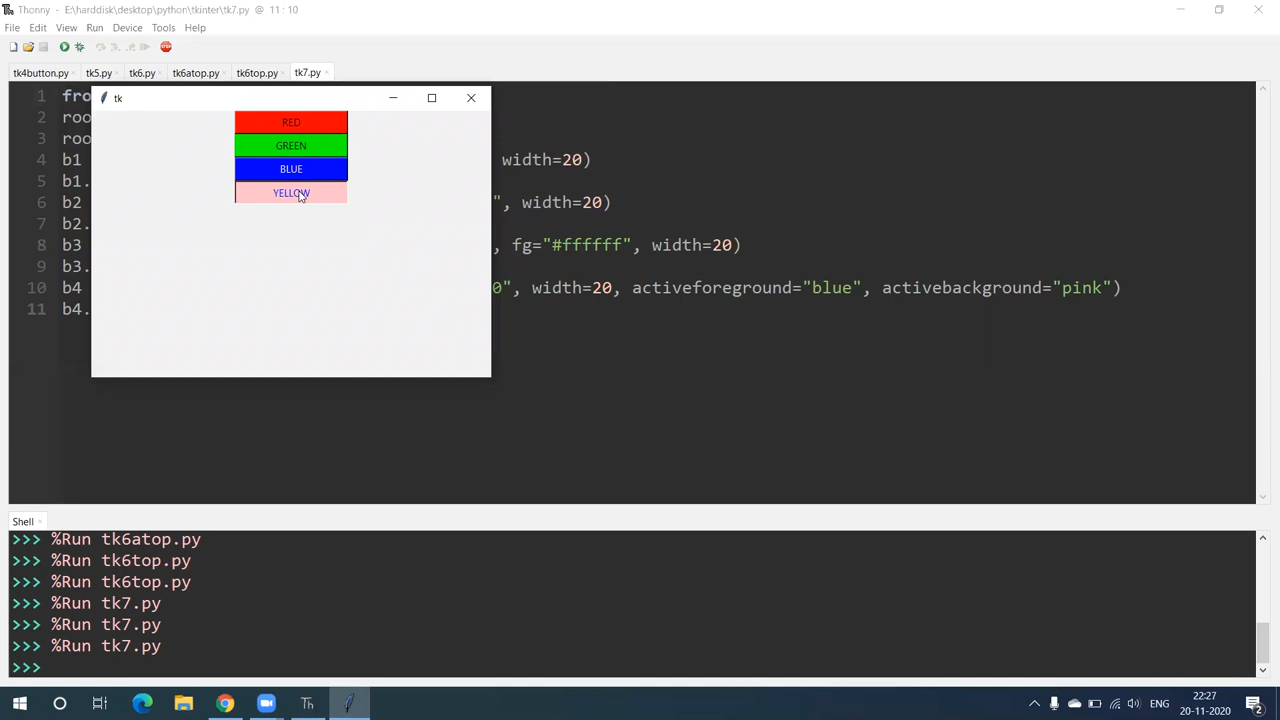 Thonny - E:\harddisk\desktop\python\tkinter\tk7.py @ 11 : 10
File Edit View Run Device Tools Help
STOP
tk4button.py × tk5.py × tk6.py × tk6atop.py × tk6top.py × tk7.py ×
tk
RED
GREEN
BLUE
YELLOW
1 fro
2 roo
3 roo
4 b1 width=20)
5 b1.
6 b2 ", width=20)
7 b2.
8 b3 , fg="#ffffff", width=20)
9 b3.
10 b4 0", width=20, activeforeground="blue", activebackground="pink")
11 b4.
Shell ×
>>> %Run tk6atop.py
>>> %Run tk6top.py
>>> %Run tk6top.py
>>> %Run tk7.py
>>> %Run tk7.py
>>> %Run tk7.py
>>>
Th
ENG
22:27
20-11-2020
2